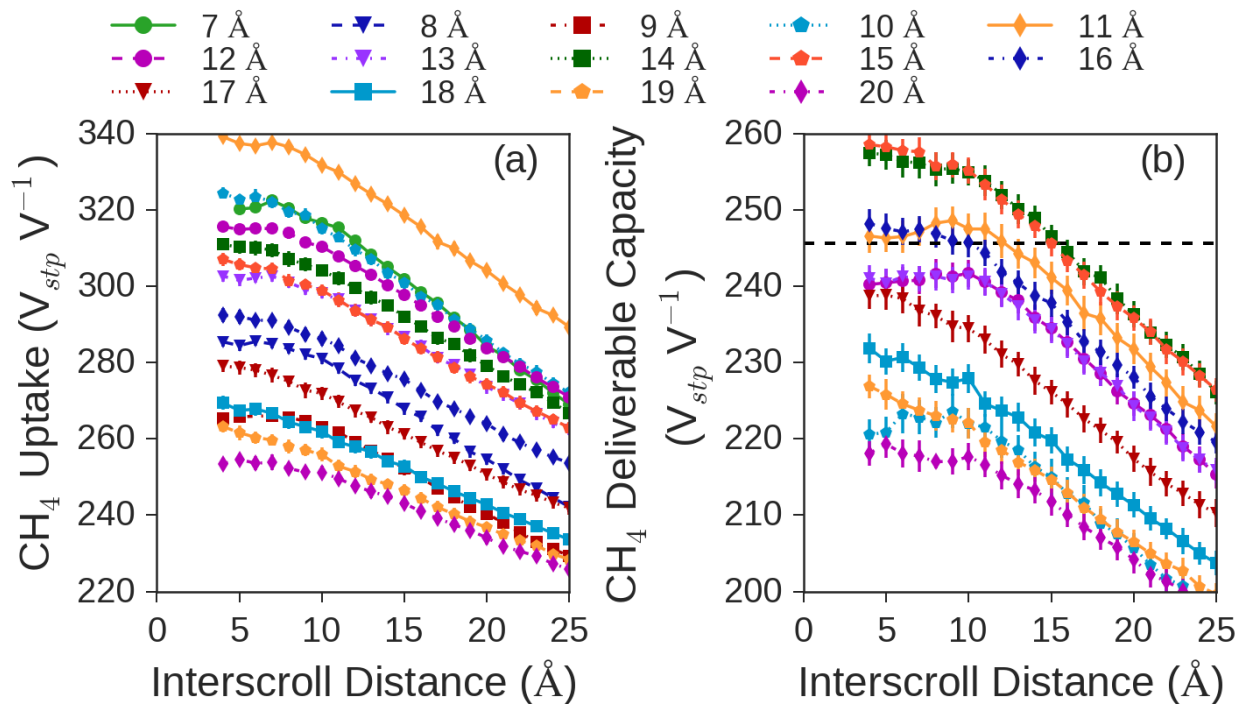 7 Å 8 Å 9 Å 10 Å 11 Å
12 Å 13 Å 14 Å 15 Å 16 Å
17 Å 18 Å 19 Å 20 Å
(a)
CH₄ Uptake (V_stp V⁻¹)
340
320
300
280
260
240
220
0 5 10 15 20 25
Interscroll Distance (Å)
(b)
CH₄ Deliverable Capacity
(V_stp V⁻¹)
260
250
240
230
220
210
200
0 5 10 15 20 25
Interscroll Distance (Å)